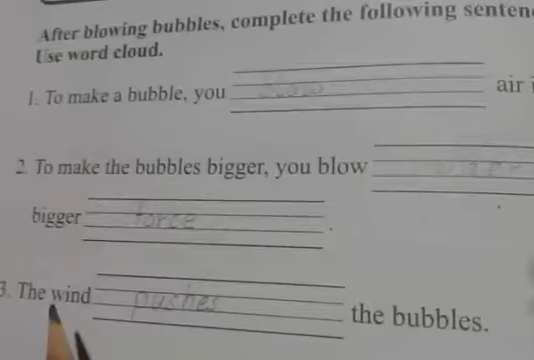 After blowing bubbles, complete the following senten
Use word cloud.
1. To make a bubble, you blow air i
2. To make the bubbles bigger, you blow
bigger force .
3. The wind pushes the bubbles.